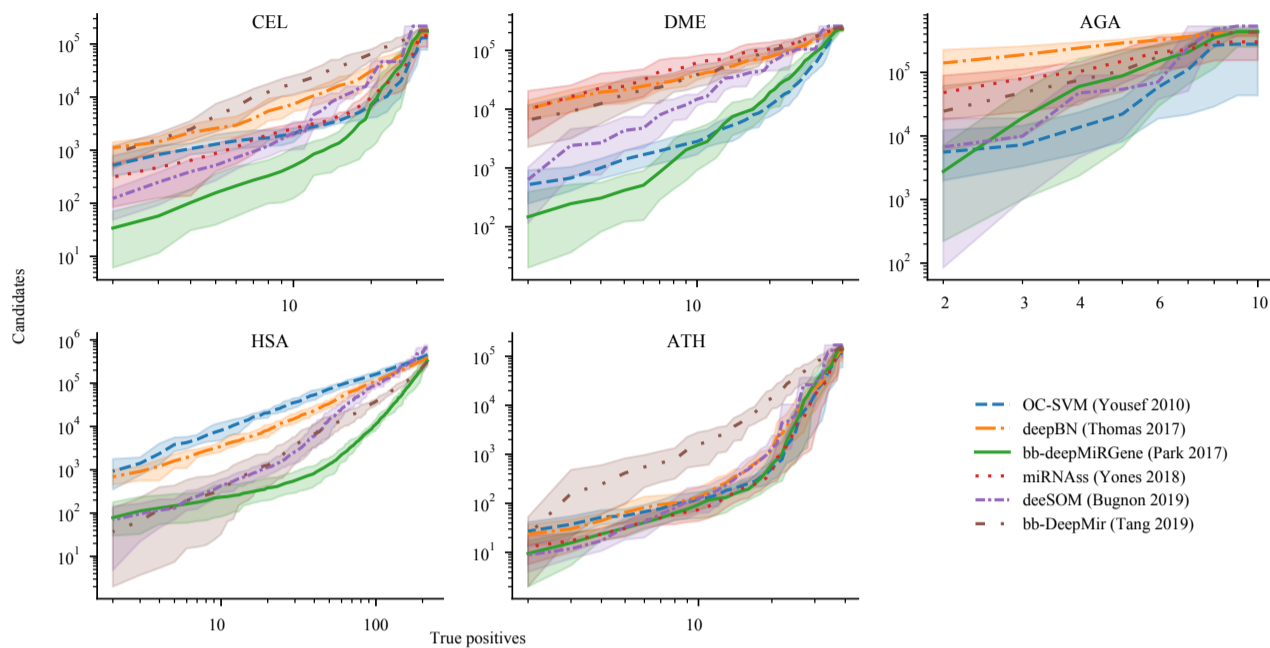 CEL
DME
AGA
10^5
10^4
10^3
10^2
10^1
10
10^5
10^4
10^3
10^2
10
10^5
10^4
10^3
10^2
2
3
4
6
10
Candidates
HSA
ATH
10^6
10^5
10^4
10^3
10^2
10^1
10
100
10^5
10^4
10^3
10^2
10^1
10
True positives
OC-SVM (Yousef 2010)
deepBN (Thomas 2017)
bb-deepMiRGene (Park 2017)
miRNAss (Yones 2018)
deeSOM (Bugnon 2019)
bb-DeepMir (Tang 2019)